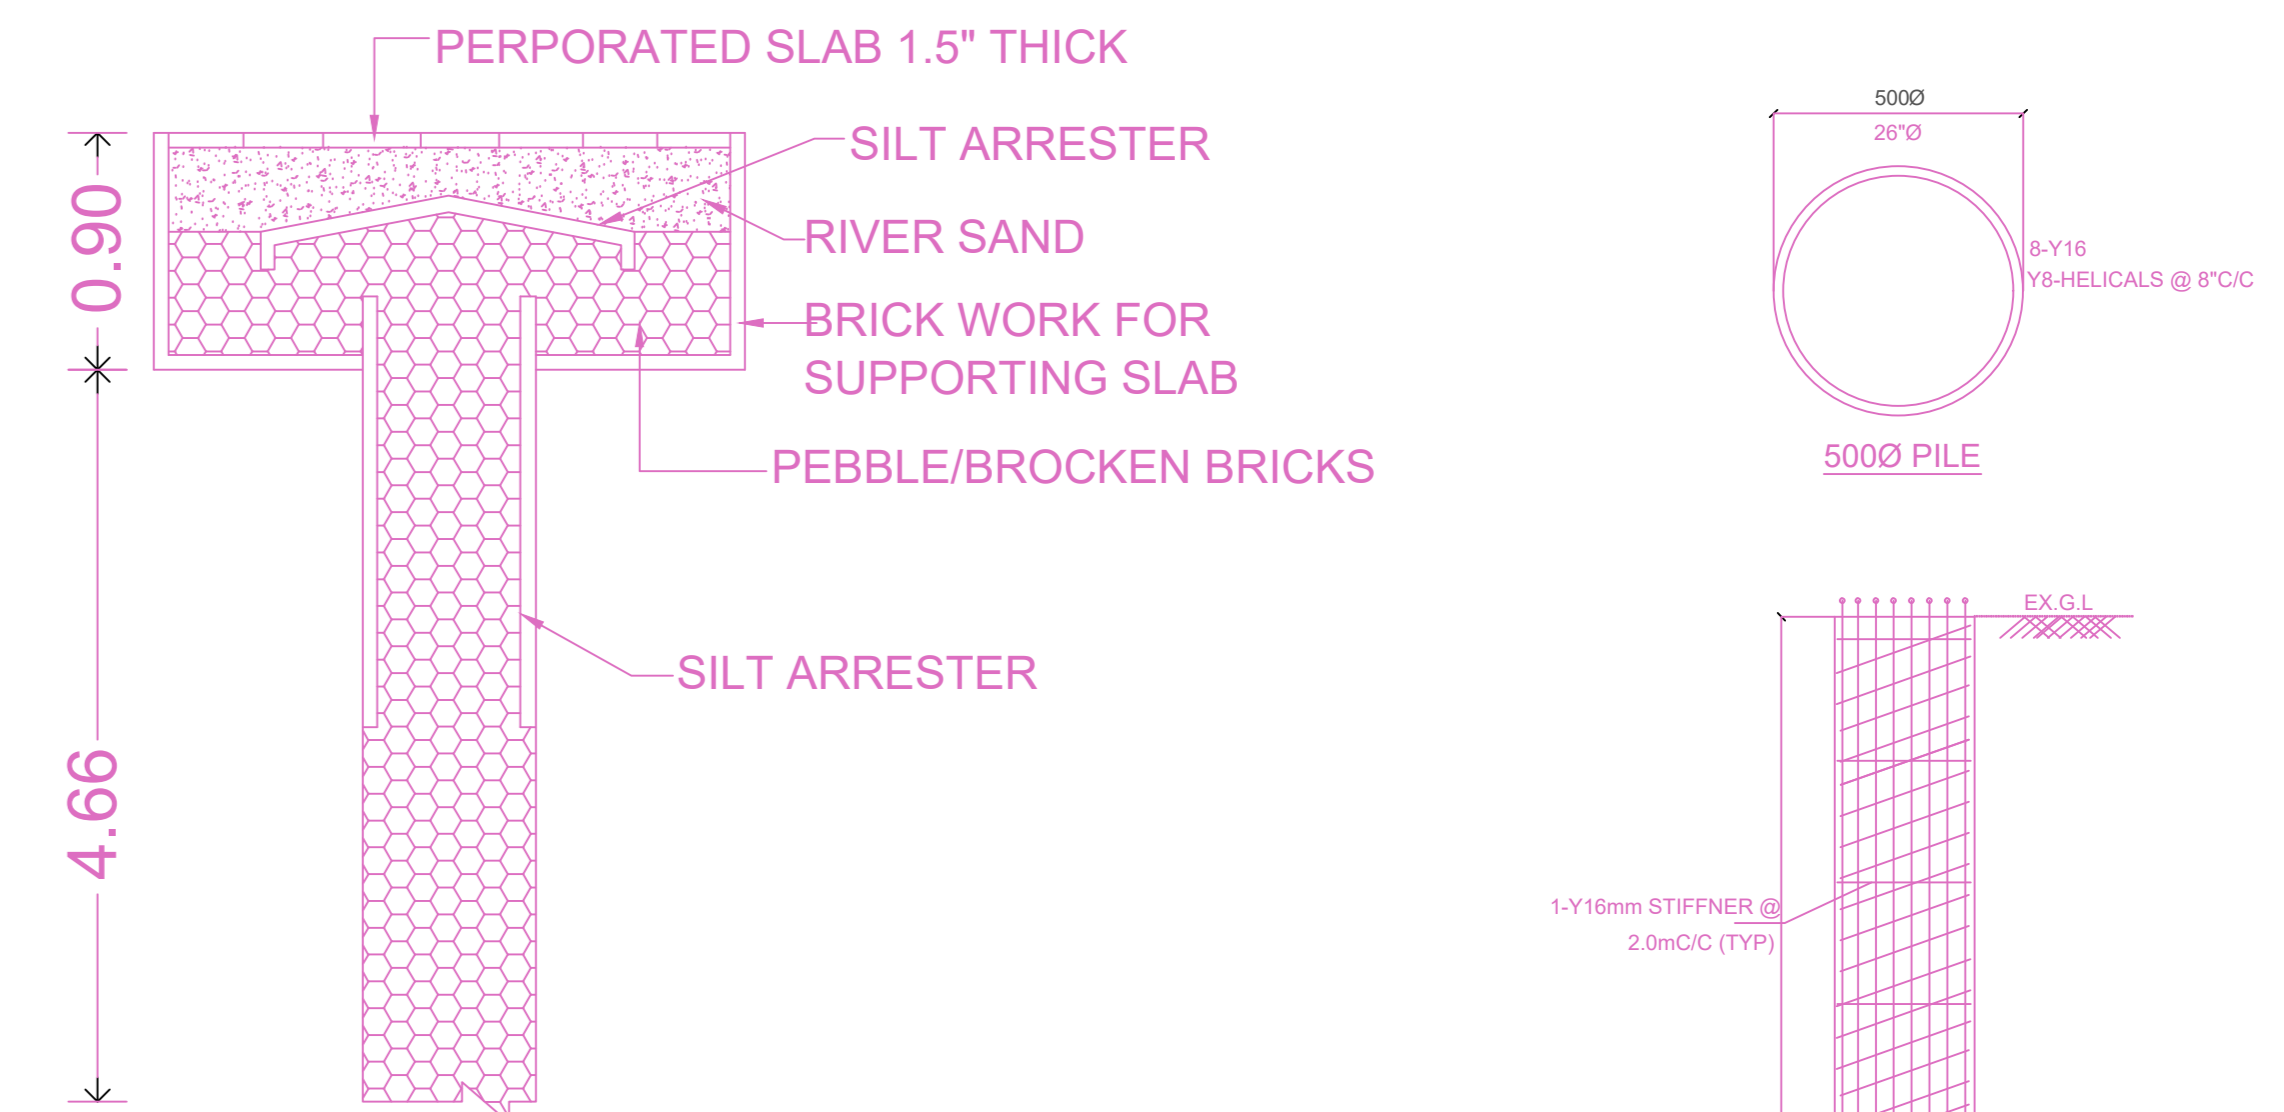 PERPORATED SLAB 1.5" THICK
SILT ARRESTER
RIVER SAND
BRICK WORK FOR
SUPPORTING SLAB
PEBBLE/BROCKEN BRICKS
SILT ARRESTER
0.90
4.66
500Ø
26"Ø
8-Y16
Y8-HELICALS @ 8"C/C
500Ø PILE
EX.G.L
1-Y16mm STIFFNER @
2.0mC/C (TYP)